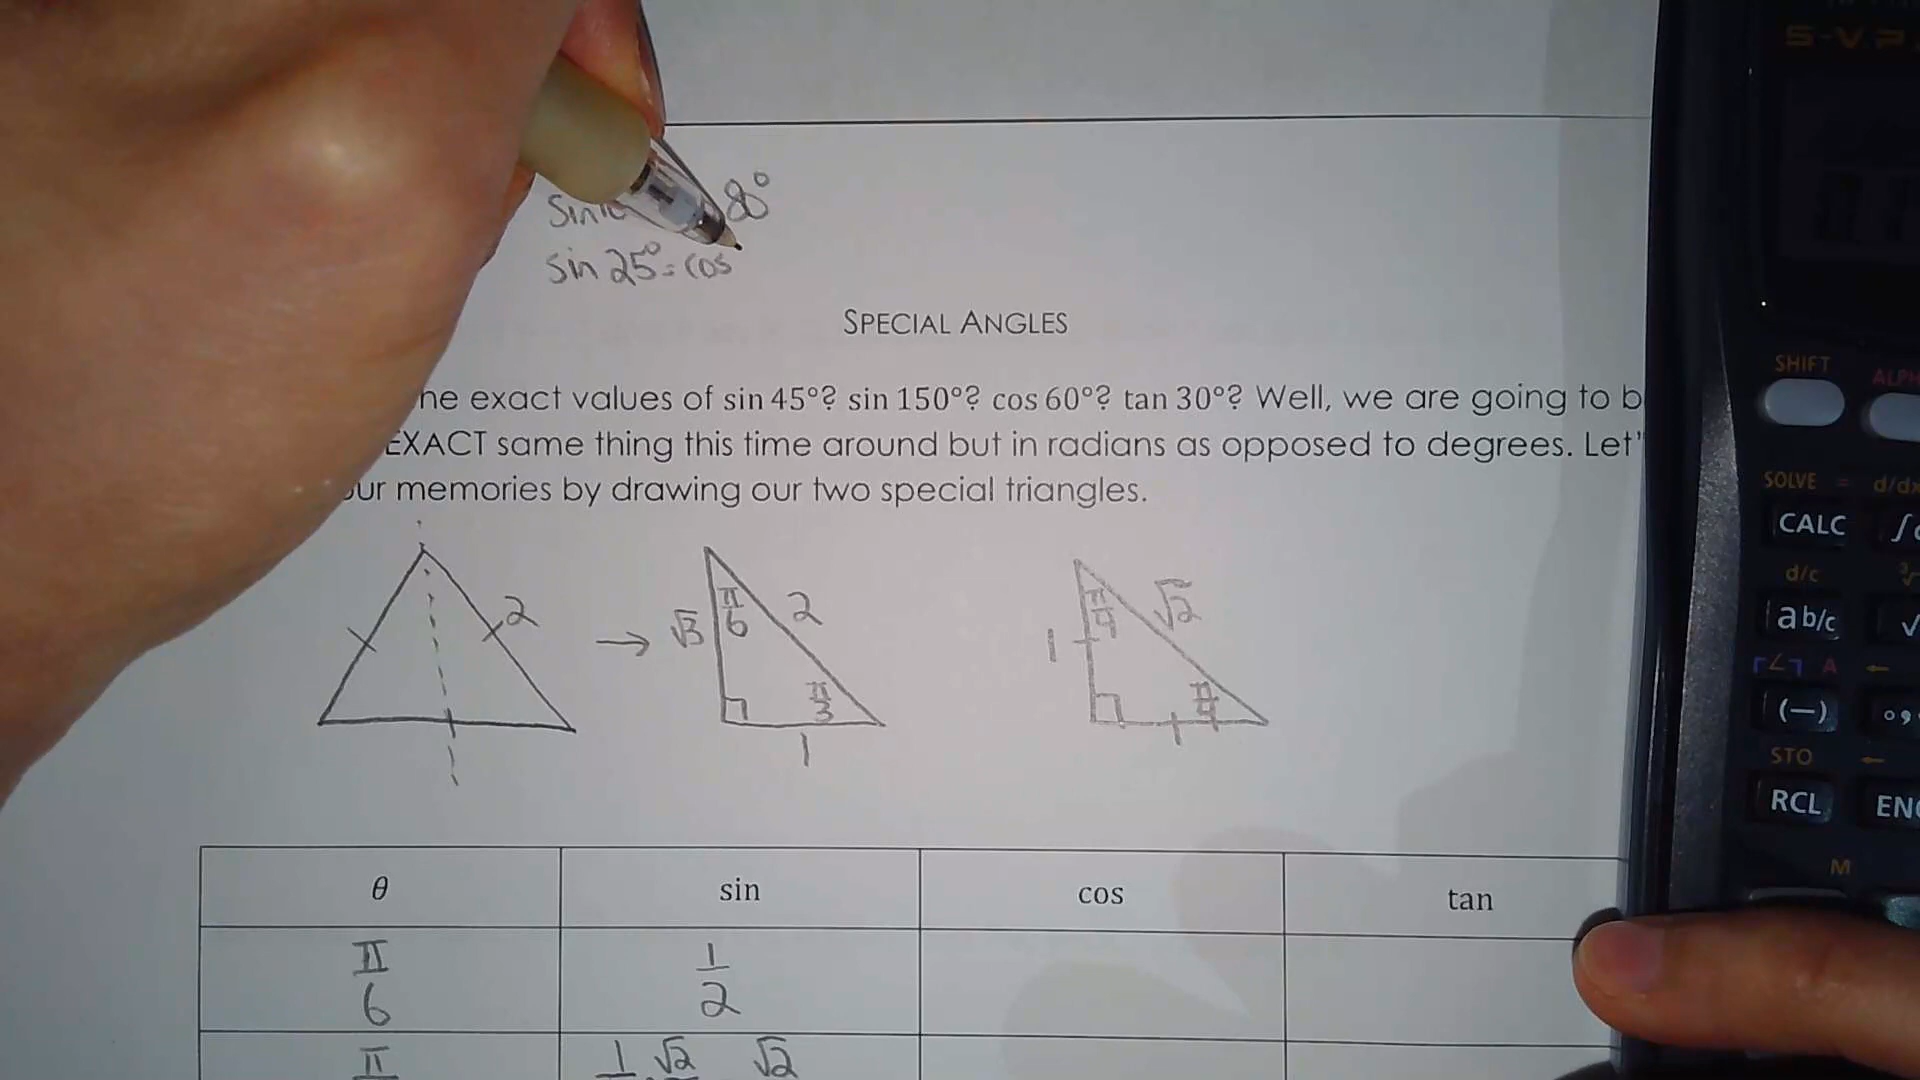 80°
sin 25° = cos
SPECIAL ANGLES
exact values of sin 45°? sin 150°? cos 60°? tan 30°? Well, we are going to
EXACT same thing this time around but in radians as opposed to degrees.
memories by drawing our two special triangles.
2
√3 π/6 2
π/3
1
1 π/4 √2
π/4
1
θ sin cos tan
π/6 1/2
π 1 · √2 √2
S-V.P.
SHIFT
SOLVE = d/dx
CALC
d/c
ab/c
A
(—)
STO
RCL ENG
M